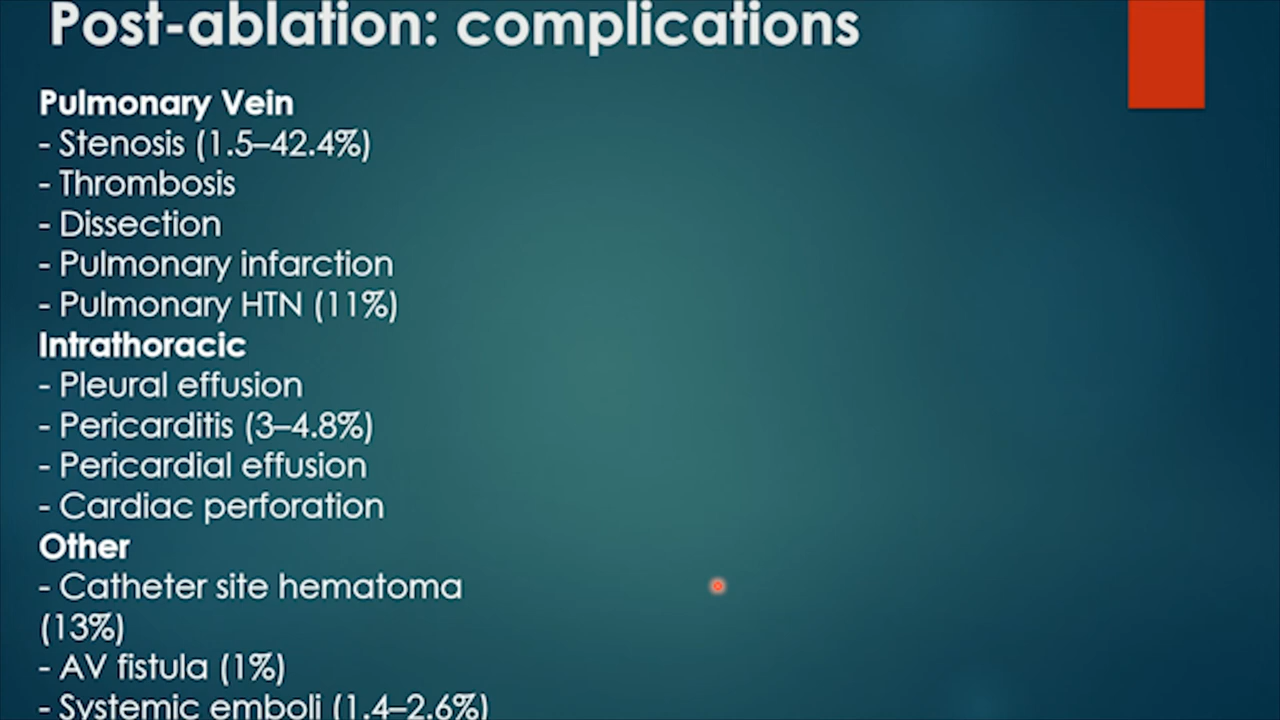 Post-ablation: complications
Pulmonary Vein
- Stenosis (1.5–42.4%)
- Thrombosis
- Dissection
- Pulmonary infarction
- Pulmonary HTN (11%)
Intrathoracic
- Pleural effusion
- Pericarditis (3–4.8%)
- Pericardial effusion
- Cardiac perforation
Other
- Catheter site hematoma
(13%)
- AV fistula (1%)
- Systemic emboli (1.4–2.6%)